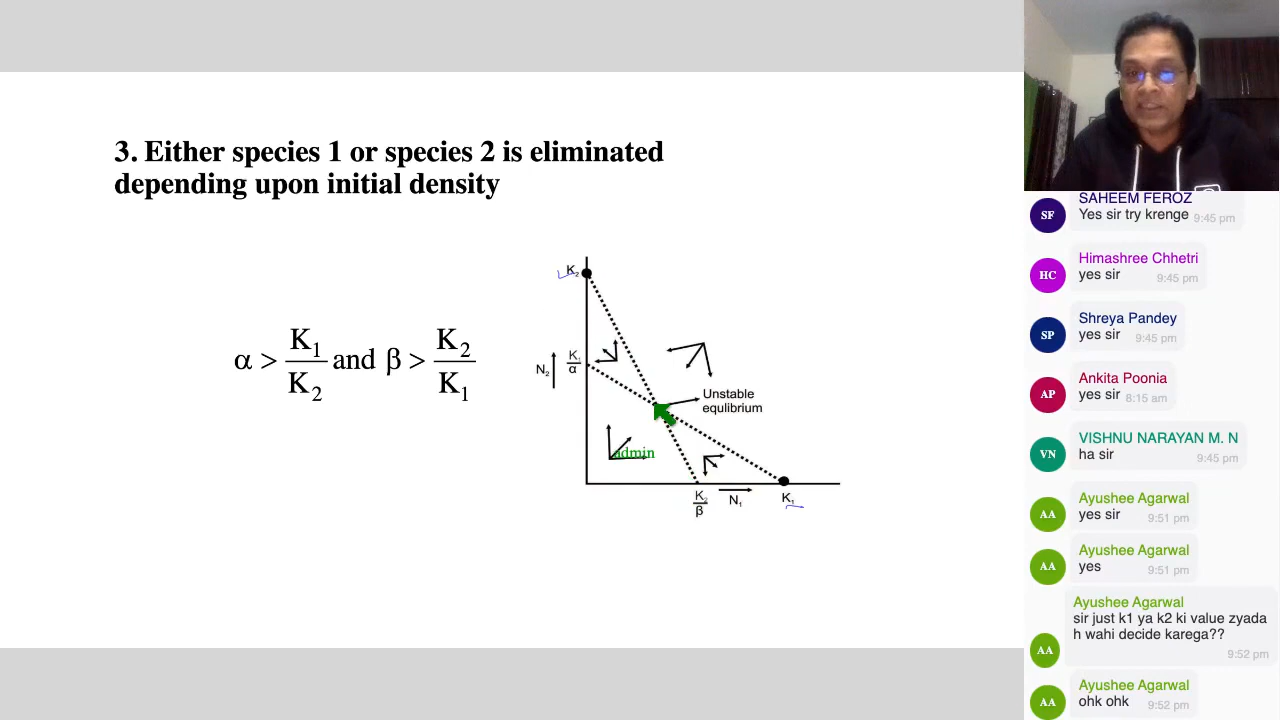 3. Either species 1 or species 2 is eliminated
depending upon initial density
α > K₁/K₂ and β > K₂/K₁
K₂
K₁/α
N₂
Unstable
equlibrium
admin
K₂/β
N₁
K₁
SAHEEM FEROZ
SF
Yes sir try krenge 9:45 pm
Himashree Chhetri
HC
yes sir 9:45 pm
Shreya Pandey
SP
yes sir 9:45 pm
Ankita Poonia
AP
yes sir 8:15 am
VISHNU NARAYAN M. N
VN
ha sir 9:45 pm
Ayushee Agarwal
AA
yes sir 9:51 pm
Ayushee Agarwal
AA
yes 9:51 pm
Ayushee Agarwal
sir just k1 ya k2 ki value zyada
h wahi decide karega??
AA
9:52 pm
Ayushee Agarwal
AA
ohk ohk 9:52 pm